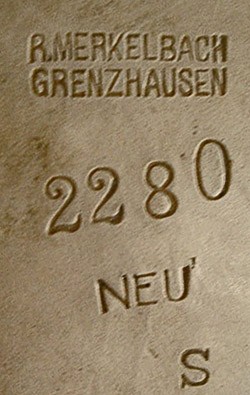 R.MERKELBACH
GRENZHAUSEN
2280
NEU'
S